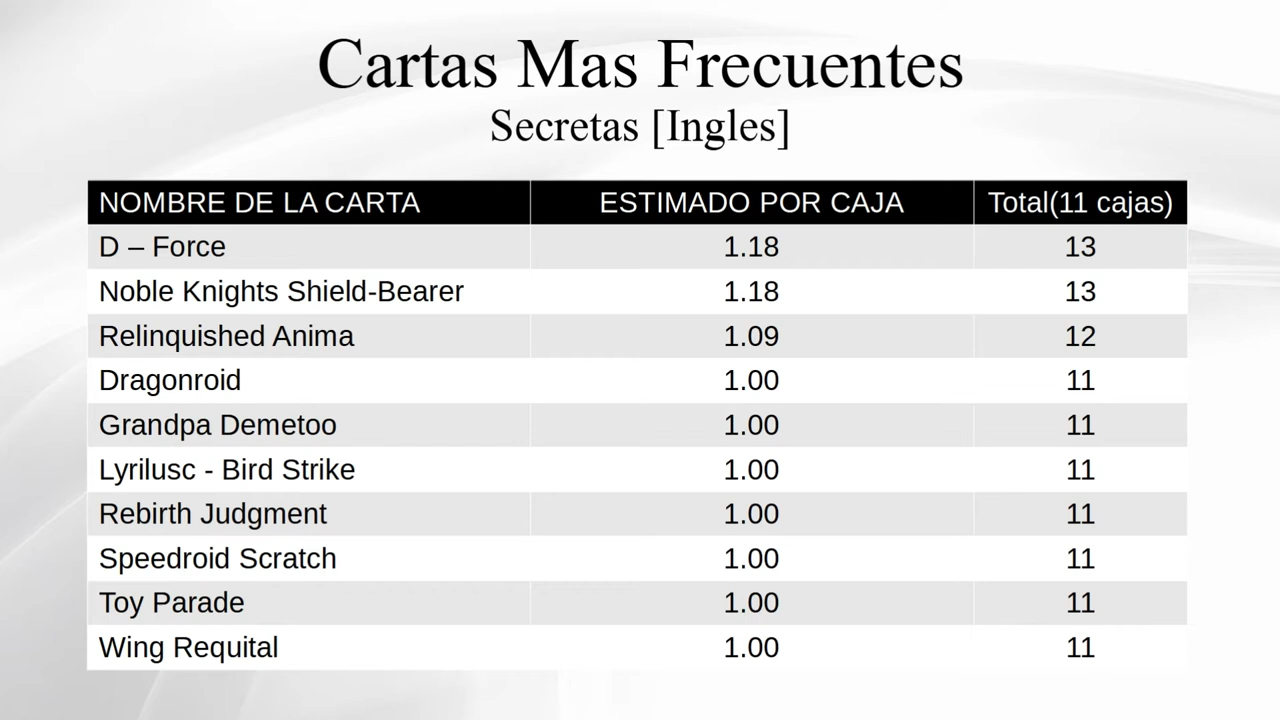 Cartas Mas Frecuentes
Secretas [Ingles]
NOMBRE DE LA CARTA ESTIMADO POR CAJA Total(11 cajas)
D – Force 1.18 13
Noble Knights Shield-Bearer 1.18 13
Relinquished Anima 1.09 12
Dragonroid 1.00 11
Grandpa Demetoo 1.00 11
Lyrilusc - Bird Strike 1.00 11
Rebirth Judgment 1.00 11
Speedroid Scratch 1.00 11
Toy Parade 1.00 11
Wing Requital 1.00 11